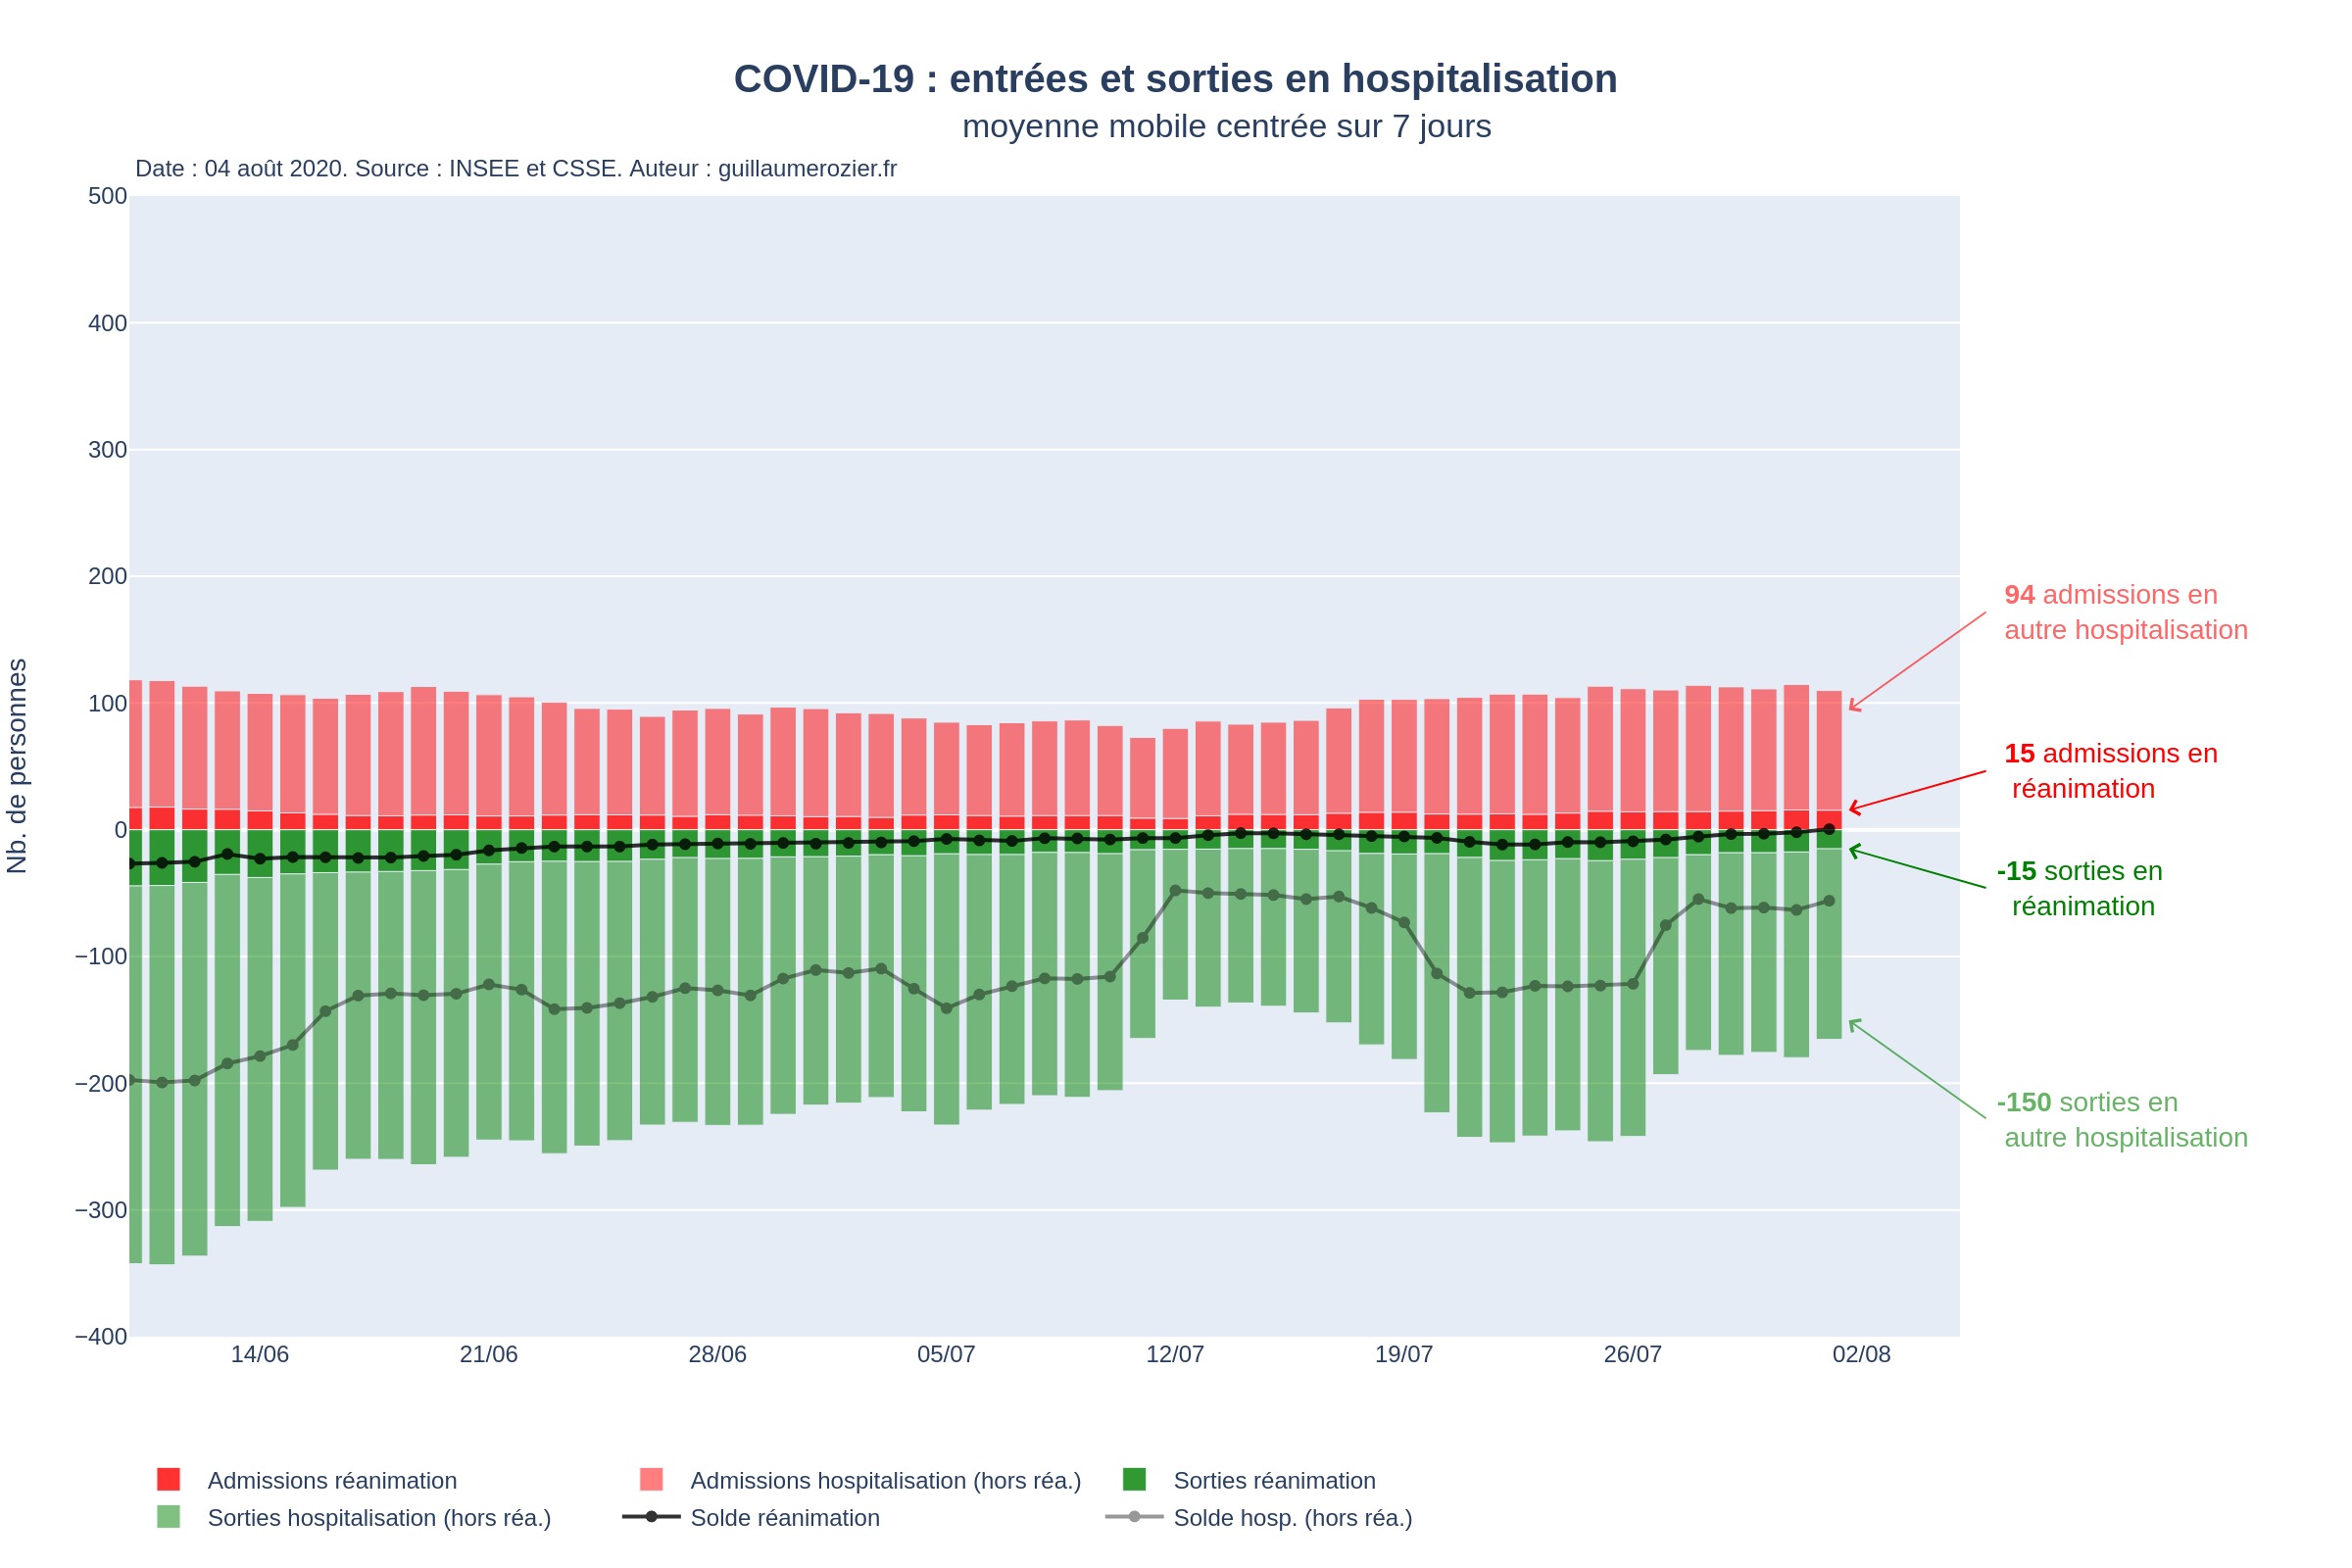 COVID-19 : entrées et sorties en hospitalisation
moyenne mobile centrée sur 7 jours
Date : 04 août 2020. Source : INSEE et CSSE. Auteur : guillaumerozier.fr
Nb. de personnes
500
400
300
200
100
0
−100
−200
−300
−400
14/06
21/06
28/06
05/07
12/07
19/07
26/07
02/08
94 admissions en
autre hospitalisation
15 admissions en
réanimation
-15 sorties en
réanimation
-150 sorties en
autre hospitalisation
Admissions réanimation
Admissions hospitalisation (hors réa.)
Sorties réanimation
Sorties hospitalisation (hors réa.)
Solde réanimation
Solde hosp. (hors réa.)